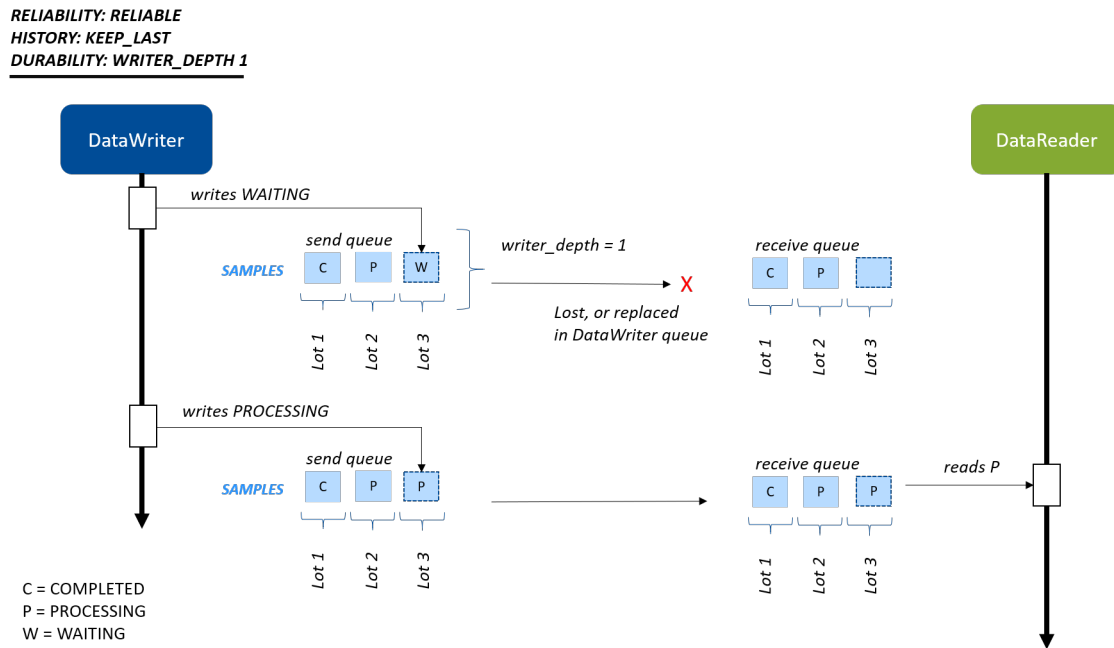 RELIABILITY: RELIABLE
HISTORY: KEEP_LAST
DURABILITY: WRITER_DEPTH 1
DataWriter
DataReader
writes WAITING
send queue
writer_depth = 1
receive queue
SAMPLES
C
P
W
C
P
X
Lost, or replaced
in DataWriter queue
Lot 1
Lot 2
Lot 3
Lot 1
Lot 2
Lot 3
writes PROCESSING
send queue
receive queue
reads P
SAMPLES
C
P
P
C
P
P
Lot 1
Lot 2
Lot 3
Lot 1
Lot 2
Lot 3
C = COMPLETED
P = PROCESSING
W = WAITING